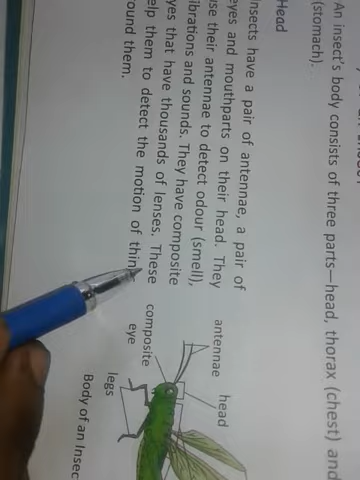 An insect's body consists of three parts—head, thorax (chest) and
(stomach)...
Head
Insects have a pair of antennae, a pair of
eyes and mouthparts on their head. They
use their antennae to detect odour (smell),
vibrations and sounds. They have composite
eyes that have thousands of lenses. These
help them to detect the motion of thin
around them.
antennae
head
composite
eye
legs
Body of an Insec